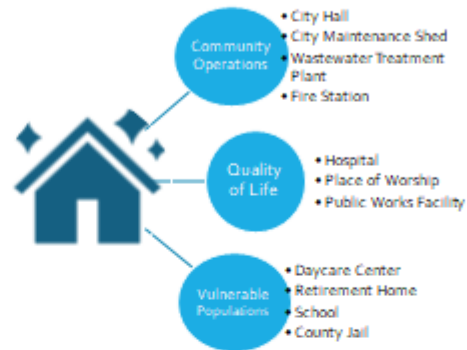 Community
Operations
• City Hall
• City Maintenance Shed
• Wastewater Treatment
Plant
• Fire Station
Quality
of Life
• Hospital
• Place of Worship
• Public Works Facility
Vulnerable
Populations
• Daycare Center
• Retirement Home
• School
• County Jail